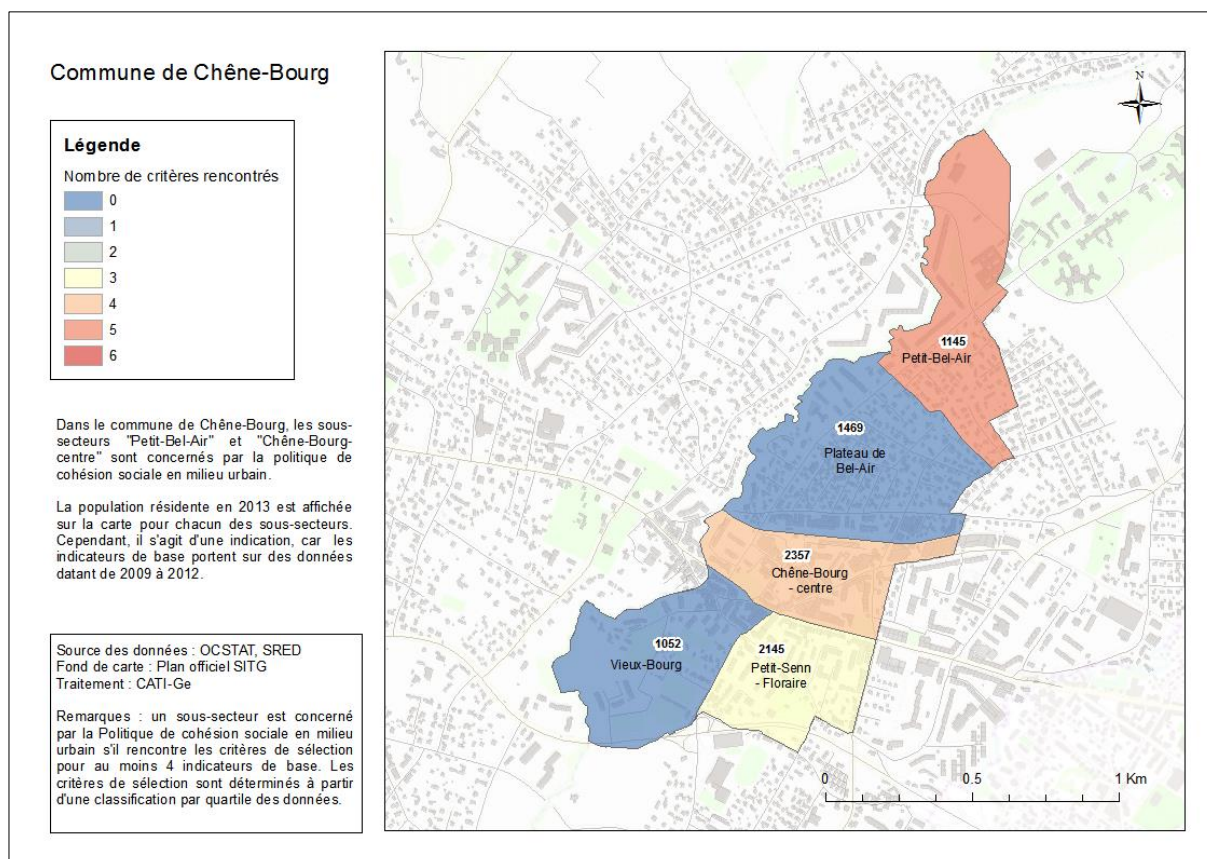 Commune de Chêne-Bourg
Légende
Nombre de critères rencontrés
0
1
2
3
4
5
6
Dans le commune de Chêne-Bourg, les sous-
secteurs "Petit-Bel-Air" et "Chêne-Bourg-
centre" sont concernés par la politique de
cohésion sociale en milieu urbain.
La population résidente en 2013 est affichée
sur la carte pour chacun des sous-secteurs.
Cependant, il s'agit d'une indication, car les
indicateurs de base portent sur des données
datant de 2009 à 2012.
Source des données : OCSTAT, SRED
Fond de carte : Plan officiel SITG
Traitement : CATI-Ge
Remarques : un sous-secteur est concerné
par la Politique de cohésion sociale en milieu
urbain s'il rencontre les critères de sélection
pour au moins 4 indicateurs de base. Les
critères de sélection sont déterminés à partir
d'une classification par quartile des données.
N
1145
Petit-Bel-Air
1469
Plateau de
Bel-Air
2357
Chêne-Bourg
- centre
1052
Vieux-Bourg
2145
Petit-Senn
- Floraire
0
0.5
1 Km